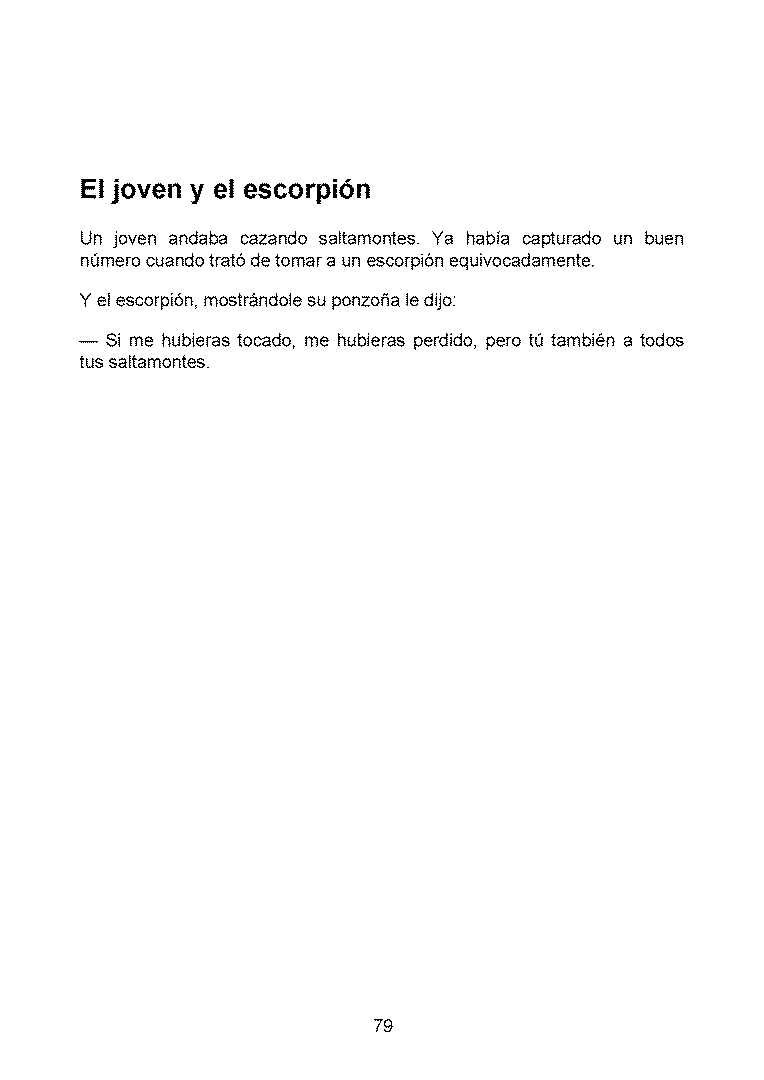 El joven y el escorpión
Un joven andaba cazando saltamontes. Ya había capturado un buen
número cuando trató de tomar a un escorpión equivocadamente.
Y el escorpión, mostrándole su ponzoña le dijo:
— Si me hubieras tocado, me hubieras perdido, pero tú también a todos
tus saltamontes.
79